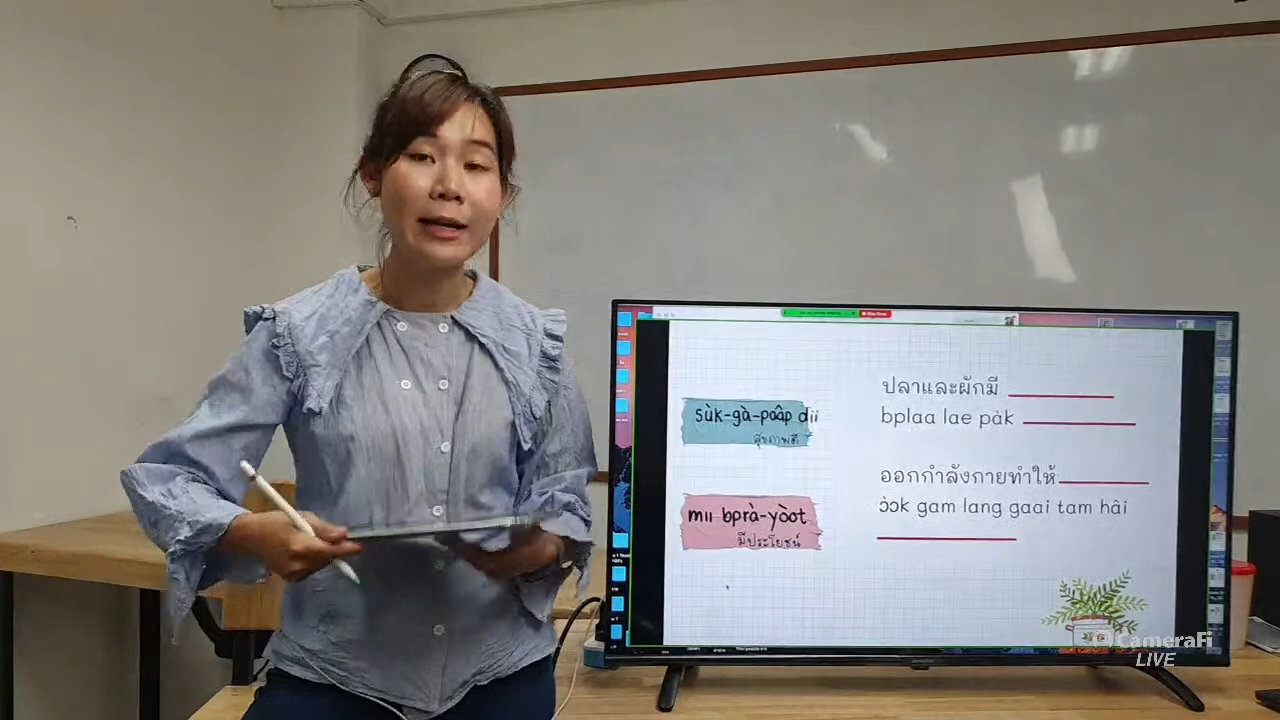 sùk-gà-paâp dii
สุขภาพดี
mii bprà-yòot
มีประโยชน์
ปลาและผักมี
bplaa lae pàk
ออกกำลังกายทำให้
ɔ̀ɔk gam lang gaai tam hâi
CameraFi
LIVE